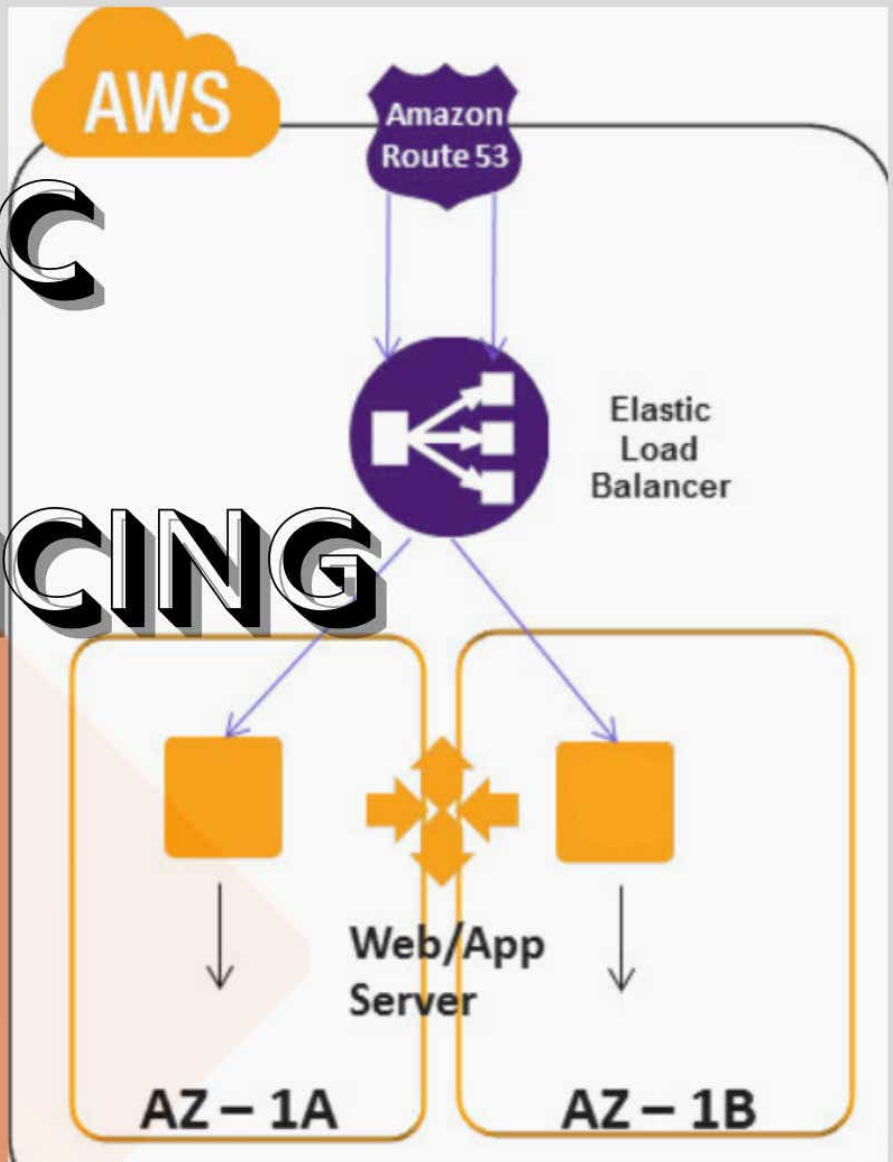 AWS
Amazon
Route 53
C
Elastic
Load
Balancer
CING
Web/App
Server
AZ – 1A
AZ – 1B